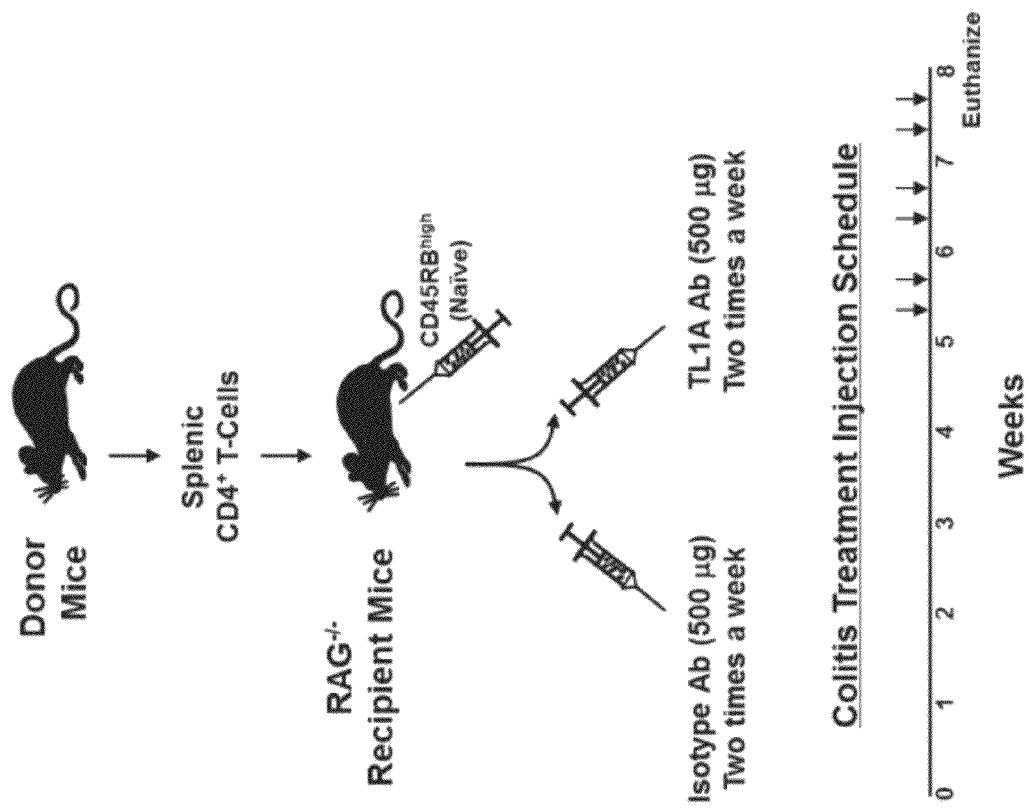 Donor
Mice
Splenic
CD4⁺ T-Cells
RAG⁻/⁻
Recipient Mice
CD45RBʰⁱᵍʰ
(Naïve)
Isotype Ab (500 µg)
Two times a week
TL1A Ab (500 µg)
Two times a week
Colitis Treatment Injection Schedule
0 1 2 3 4 5 6 7 8
Euthanize
Weeks